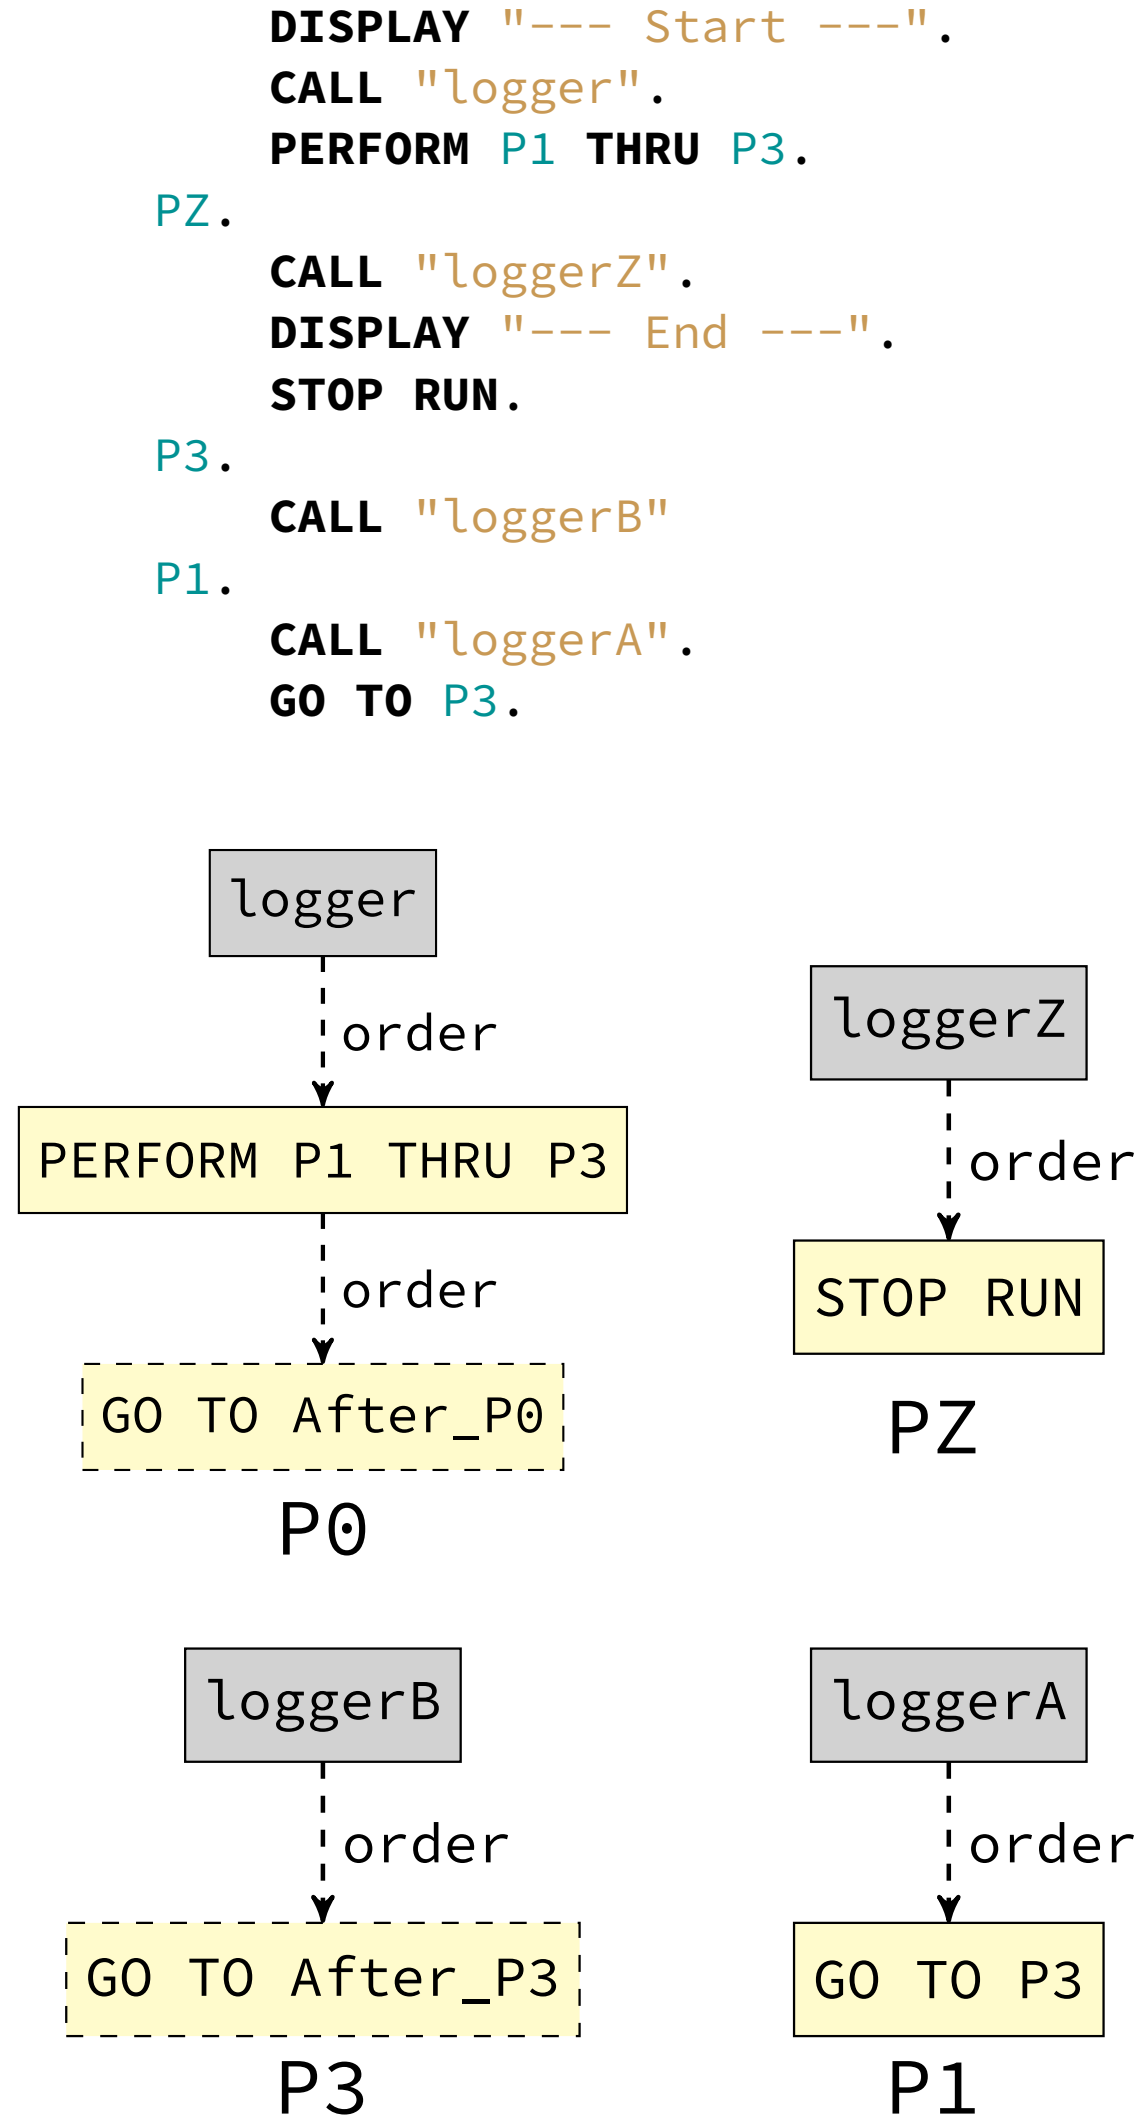 DISPLAY "--- Start ---".
CALL "logger".
PERFORM P1 THRU P3.
PZ.
CALL "loggerZ".
DISPLAY "--- End ---".
STOP RUN.
P3.
CALL "loggerB"
P1.
CALL "loggerA".
GO TO P3.
logger
order
PERFORM P1 THRU P3
order
GO TO After_P0
P0
loggerZ
order
STOP RUN
PZ
loggerB
order
GO TO After_P3
P3
loggerA
order
GO TO P3
P1